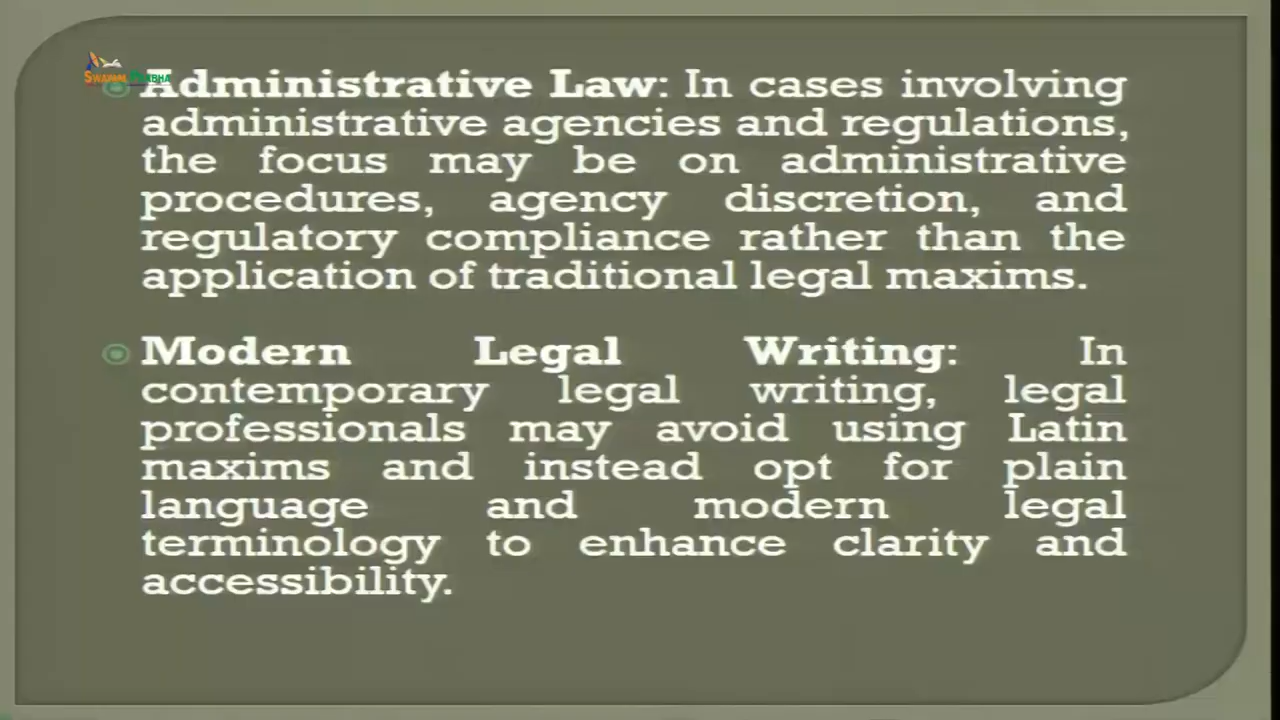 Administrative Law: In cases involving
administrative agencies and regulations,
the focus may be on administrative
procedures, agency discretion, and
regulatory compliance rather than the
application of traditional legal maxims.
Modern Legal Writing: In
contemporary legal writing, legal
professionals may avoid using Latin
maxims and instead opt for plain
language and modern legal
terminology to enhance clarity and
accessibility.